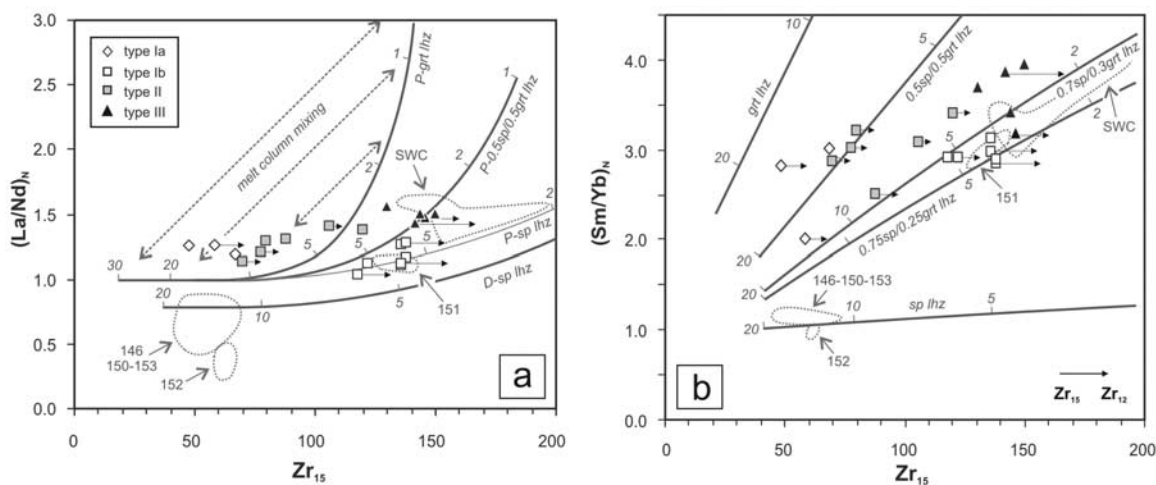 3.0
2.5
2.0
1.5
1.0
0.5
0.0
(La/Nd)N
type Ia
type Ib
type II
type III
melt column mixing
1
P-grt lhz
2
5
1
P-0.5sp/0.5grt lhz
2
5
SWC
2
P-sp lhz
5
D-sp lhz
5
30
20
20
10
151
146
150-153
152
a
0
50
100
150
200
Zr15
4.0
3.0
2.0
1.0
0.0
(Sm/Yb)N
10
grt lhz
20
5
0.5sp/0.5grt lhz
10
20
2
0.7sp/0.3grt lhz
5
10
20
2
SWC
151
5
10
0.75sp/0.25grt lhz
20
146-150-153
152
20
10
sp lhz
5
b
Zr15
Zr12
0
50
100
150
200
Zr15